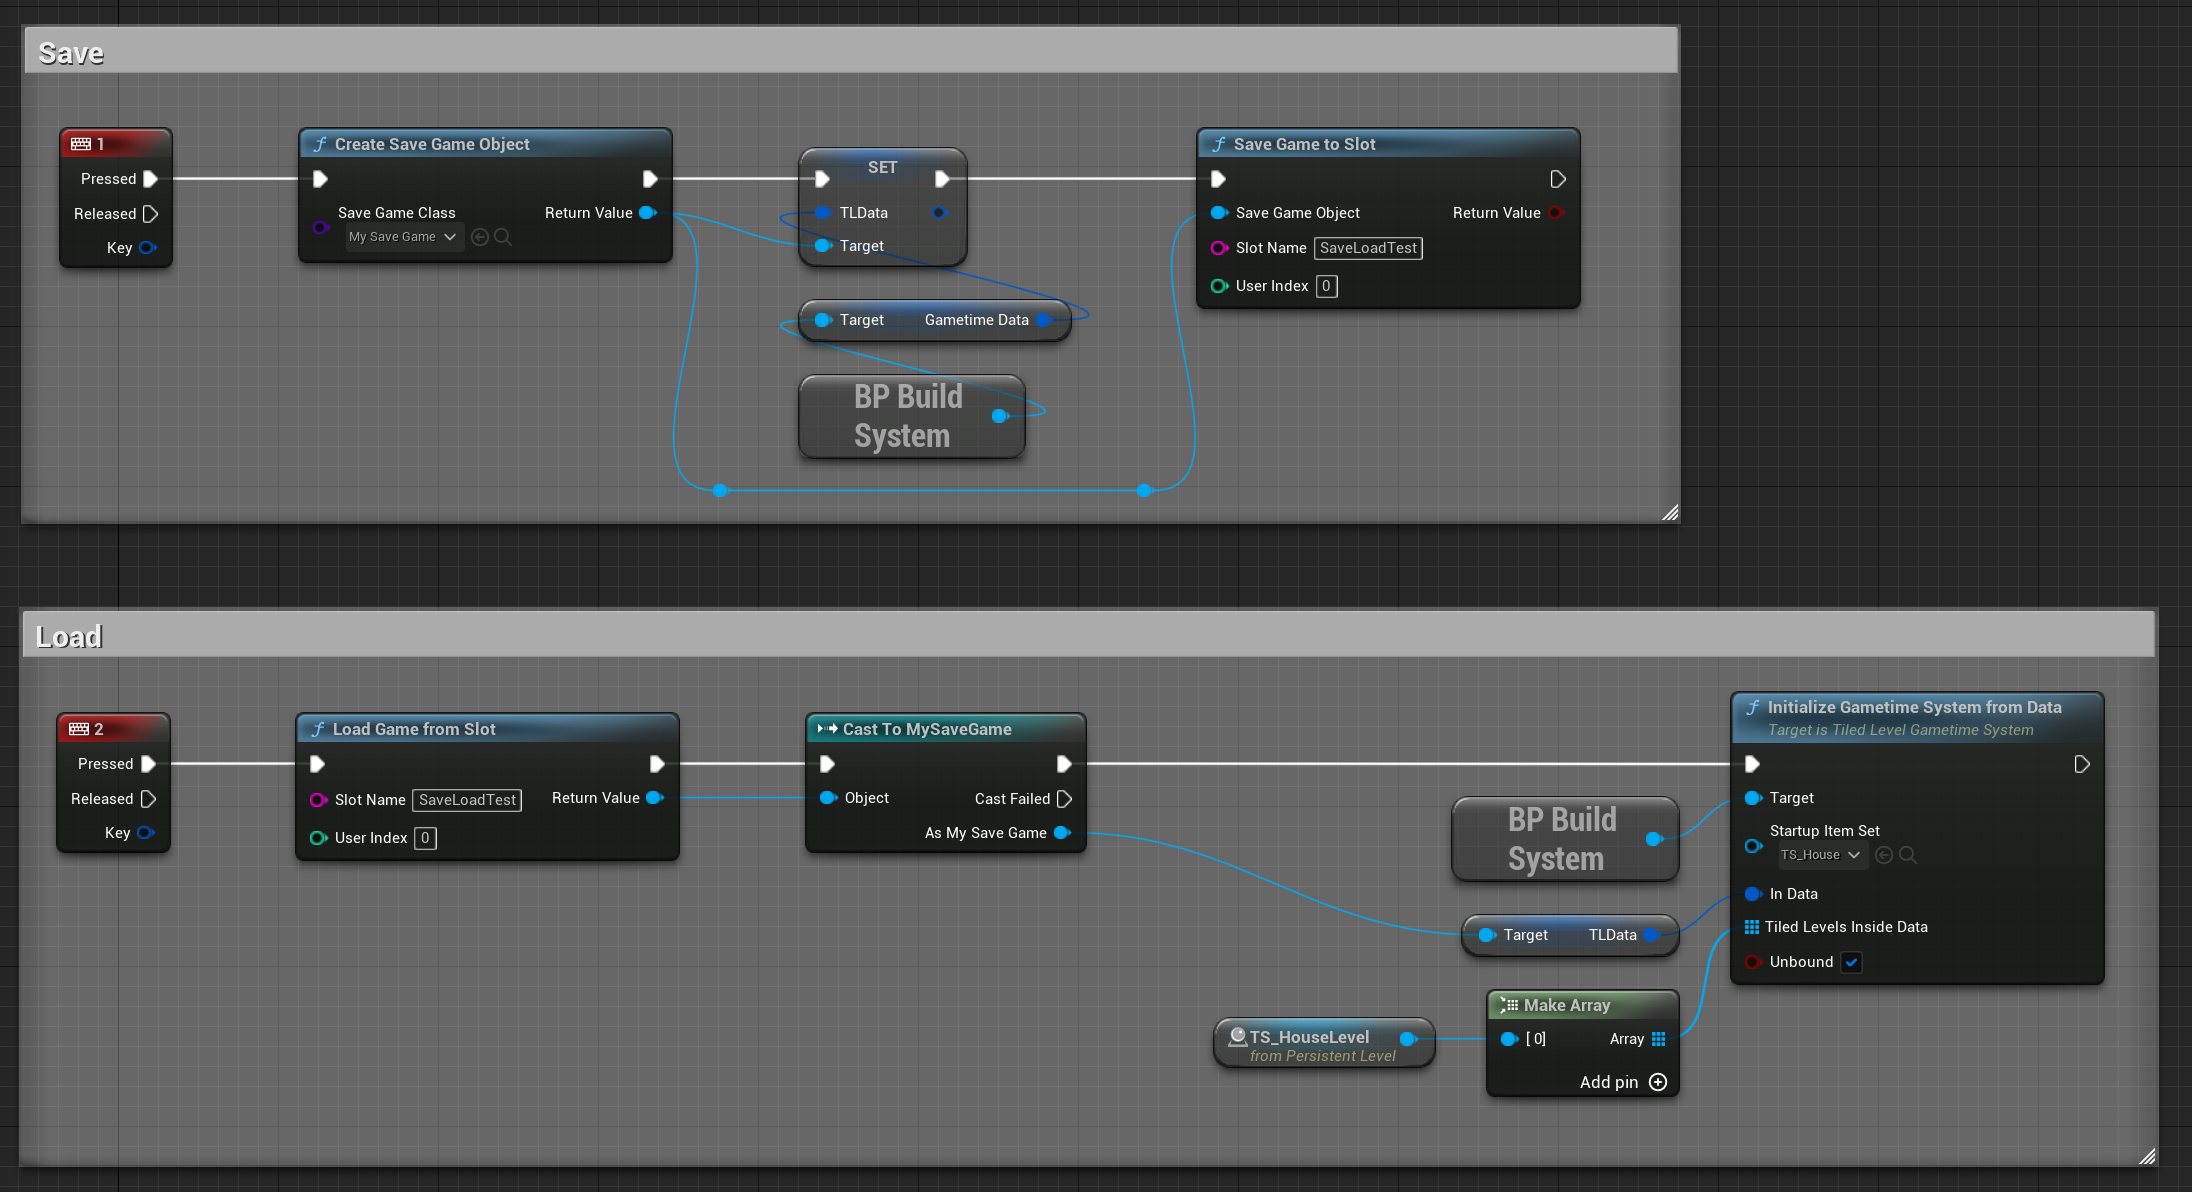 Save
1
Pressed
Released
Key
Create Save Game Object
Save Game Class
My Save Game
Return Value
SET
TLData
Target
Target
Gametime Data
BP Build
System
Save Game to Slot
Save Game Object
Return Value
Slot Name
SaveLoadTest
User Index
0
Load
2
Pressed
Released
Key
Load Game from Slot
Slot Name
SaveLoadTest
Return Value
User Index
0
Cast To MySaveGame
Object
Cast Failed
As My Save Game
BP Build
System
Target
TLData
TS_HouseLevel
from Persistent Level
Make Array
[ 0]
Array
Add pin
Initialize Gametime System from Data
Target is Tiled Level Gametime System
Target
Startup Item Set
TS_House
In Data
Tiled Levels Inside Data
Unbound